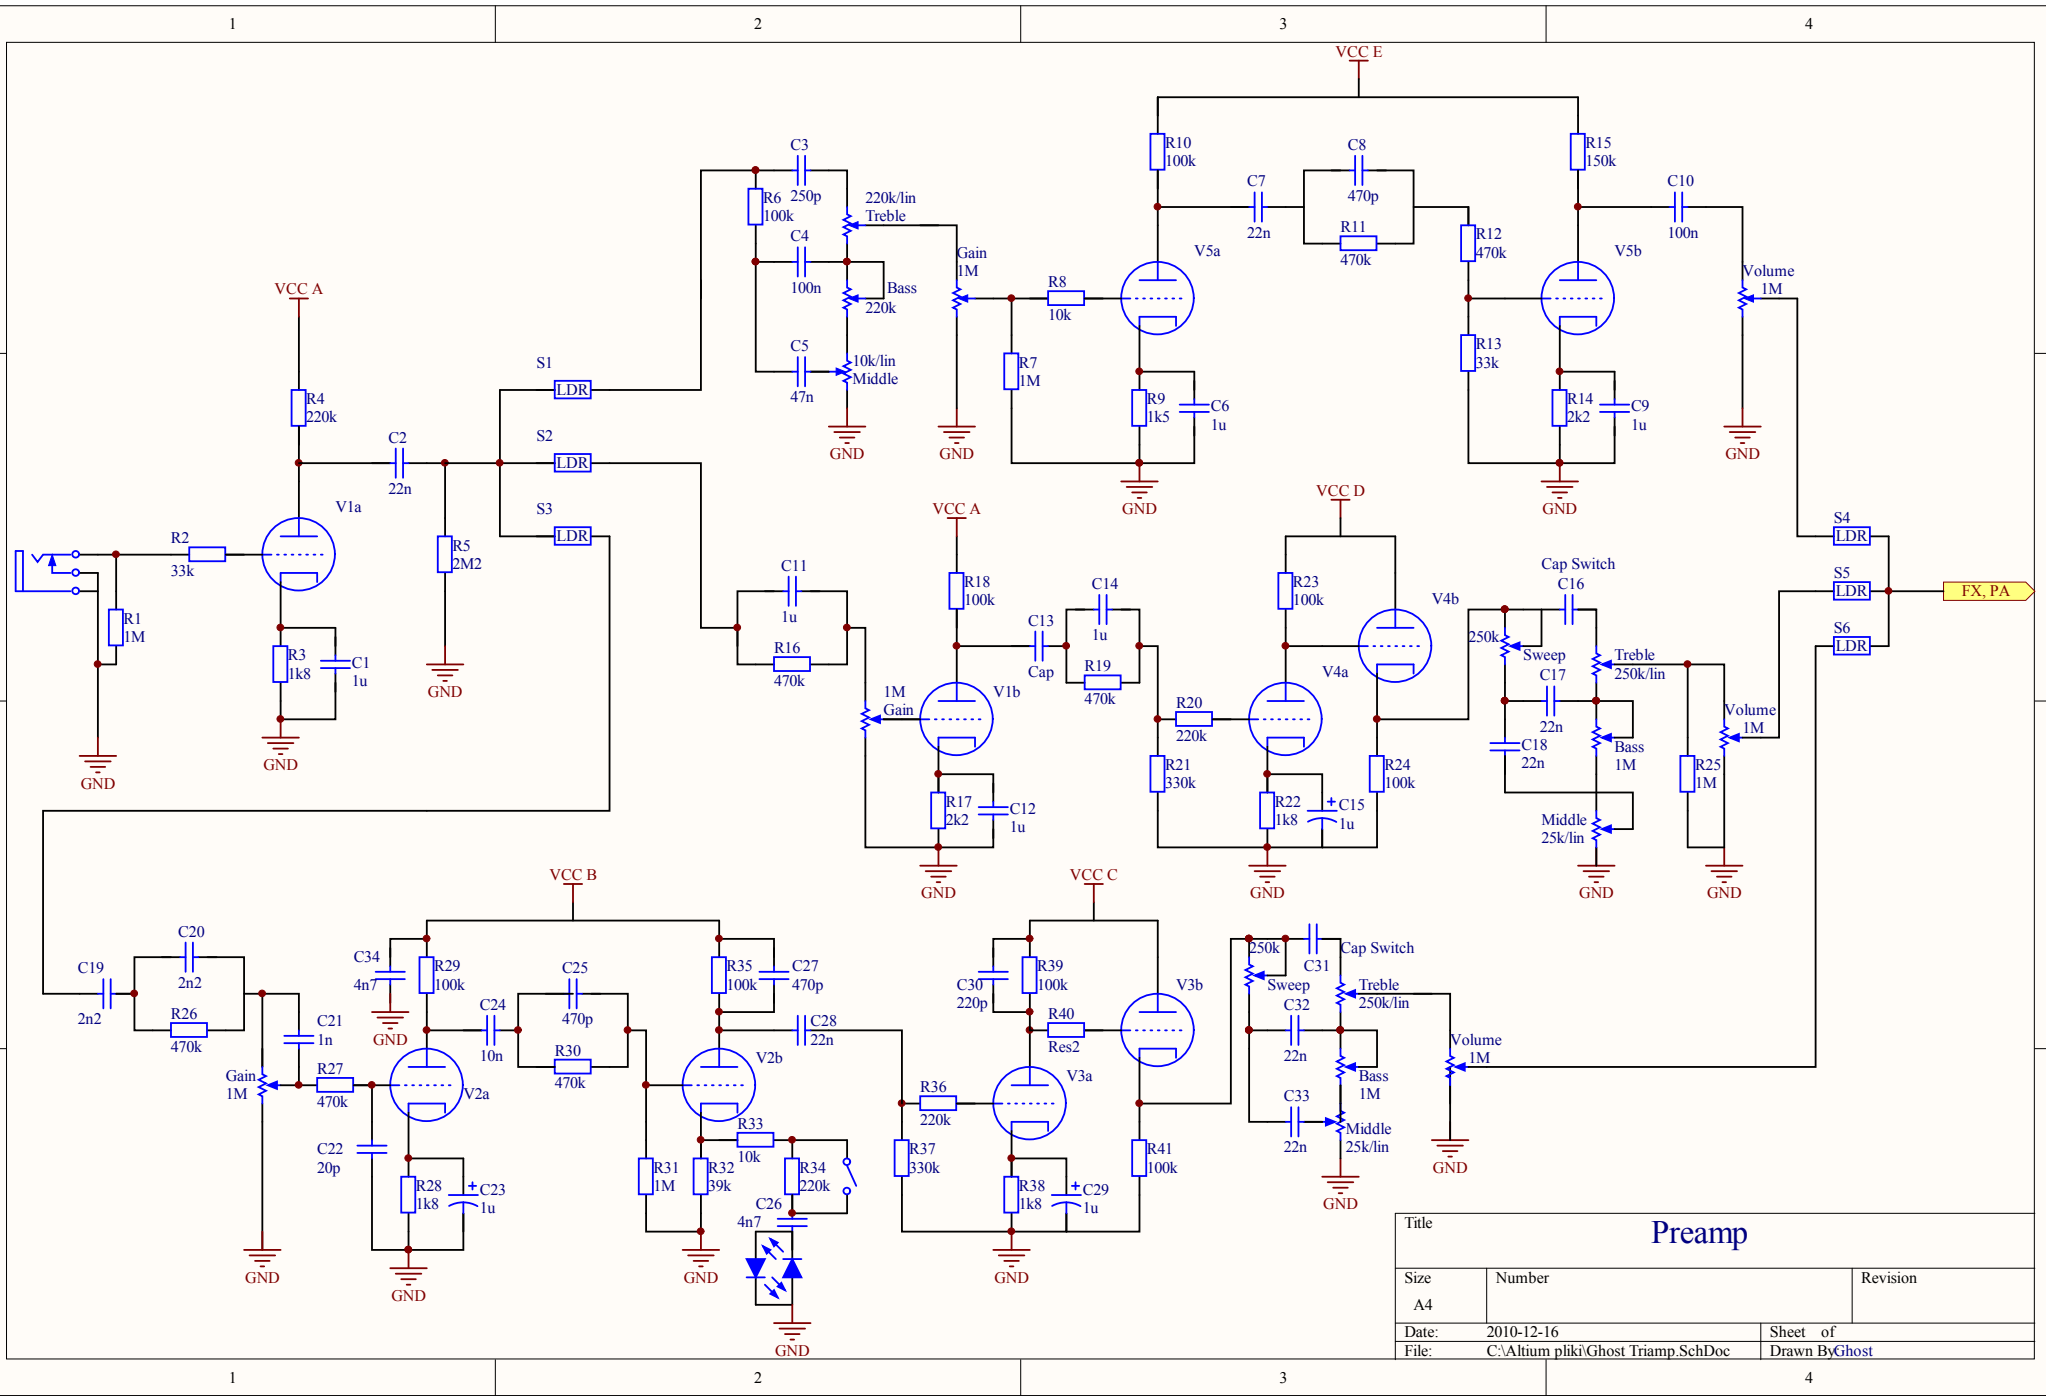 1 2 3 4
VCC E
C3
250p
R6
100k
220k/lin
Treble
C4
100n
Bass
220k
C5
47n
10k/lin
Middle
GND
Gain
1M
GND
R8
10k
R7
1M
R10
100k
V5a
R9
1k5
C6
1u
GND
C7
22n
C8
470p
R11
470k
R12
470k
R13
33k
R15
150k
V5b
R14
2k2
C9
1u
GND
C10
100n
Volume
1M
GND
VCC A
R4
220k
C2
22n
V1a
R2
33k
R1
1M
GND
R3
1k8
C1
1u
GND
R5
2M2
GND
S1
LDR
S2
LDR
S3
LDR
C11
1u
R16
470k
1M
Gain
VCC A
R18
100k
V1b
R17
2k2
C12
1u
GND
C13
Cap
C14
1u
R19
470k
R20
220k
R21
330k
VCC D
R23
100k
V4a
V4b
R22
1k8
+
C15
1u
GND
R24
100k
Cap Switch
C16
250k
Sweep
Treble
250k/lin
C17
22n
C18
22n
Bass
1M
Middle
25k/lin
GND
R25
1M
Volume
1M
GND
S4
LDR
S5
LDR
S6
LDR
FX, PA
C19
2n2
C20
2n2
R26
470k
C21
1n
Gain
1M
GND
R27
470k
C22
20p
C34
4n7
GND
VCC B
R29
100k
V2a
R28
1k8
+
C23
1u
GND
C24
10n
C25
470p
R30
470k
R35
100k
C27
470p
C28
22n
V2b
R31
1M
R32
39k
GND
R33
10k
R34
220k
C26
4n7
GND
VCC C
C30
220p
R39
100k
R40
Res2
V3b
V3a
R36
220k
R37
330k
R38
1k8
+
C29
1u
GND
R41
100k
250k
Sweep
C31
Cap Switch
Treble
250k/lin
C32
22n
Bass
1M
C33
22n
Middle
25k/lin
GND
Volume
1M
GND
Title
Preamp
Size
A4
Number
Revision
Date: 2010-12-16
Sheet of
File: C:\Altium pliki\Ghost Triamp.SchDoc
Drawn By: Ghost
1 2 3 4